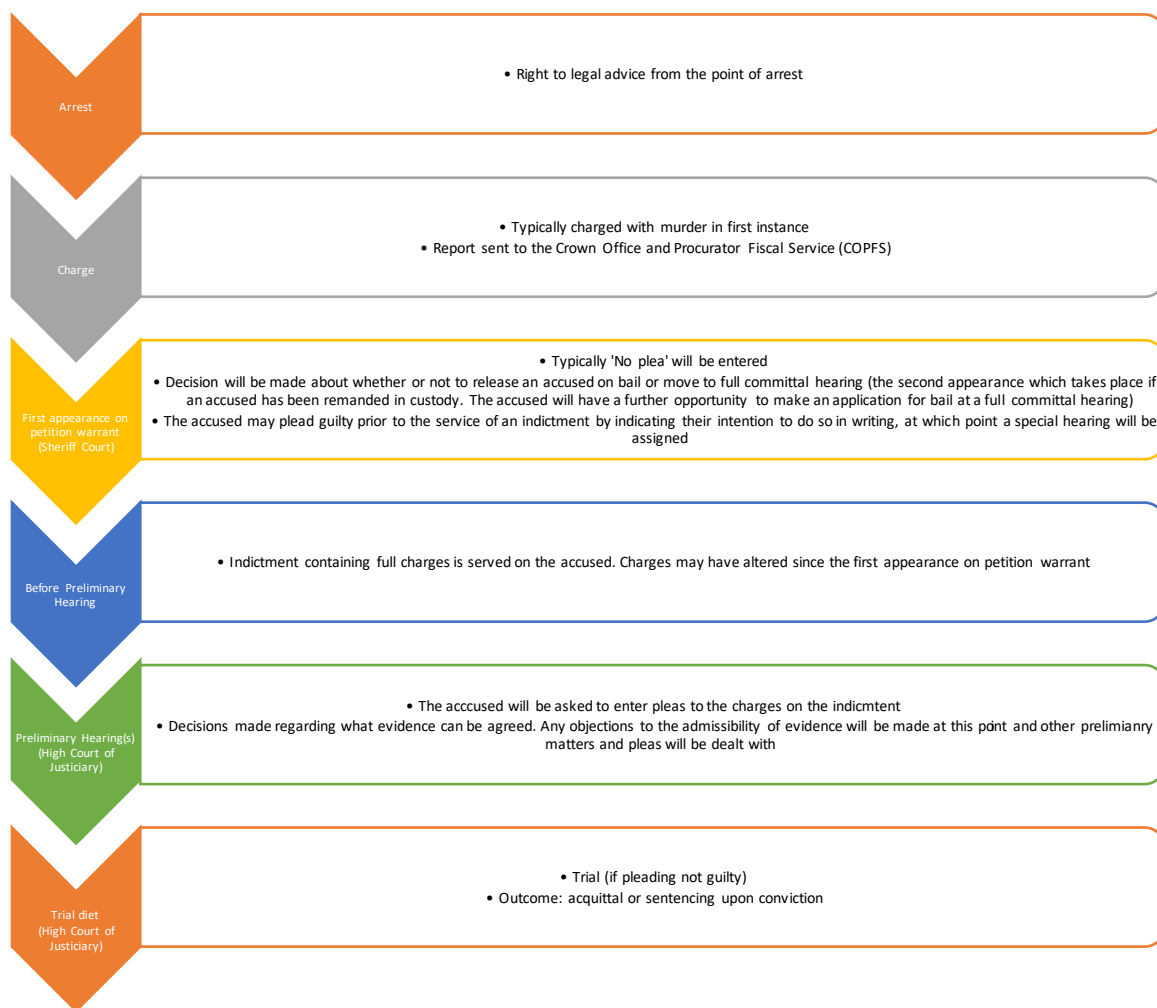 Arrest
• Right to legal advice from the point of arrest
Charge
• Typically charged with murder in first instance
• Report sent to the Crown Office and Procurator Fiscal Service (COPFS)
First appearance on
petition warrant
(Sheriff Court)
• Typically 'No plea' will be entered
• Decision will be made about whether or not to release an accused on bail or move to full committal hearing (the second appearance which takes place if
an accused has been remanded in custody. The accused will have a further opportunity to make an application for bail at a full committal hearing)
• The accused may plead guilty prior to the service of an indictment by indicating their intention to do so in writing, at which point a special hearing will be
assigned
Before Preliminary
Hearing
• Indictment containing full charges is served on the accused. Charges may have altered since the first appearance on petition warrant
Preliminary Hearing(s)
(High Court of
Justiciary)
• The acccused will be asked to enter pleas to the charges on the indicmtent
• Decisions made regarding what evidence can be agreed. Any objections to the admissibility of evidence will be made at this point and other prelimianry
matters and pleas will be dealt with
Trial diet
(High Court of
Justiciary)
• Trial (if pleading not guilty)
• Outcome: acquittal or sentencing upon conviction